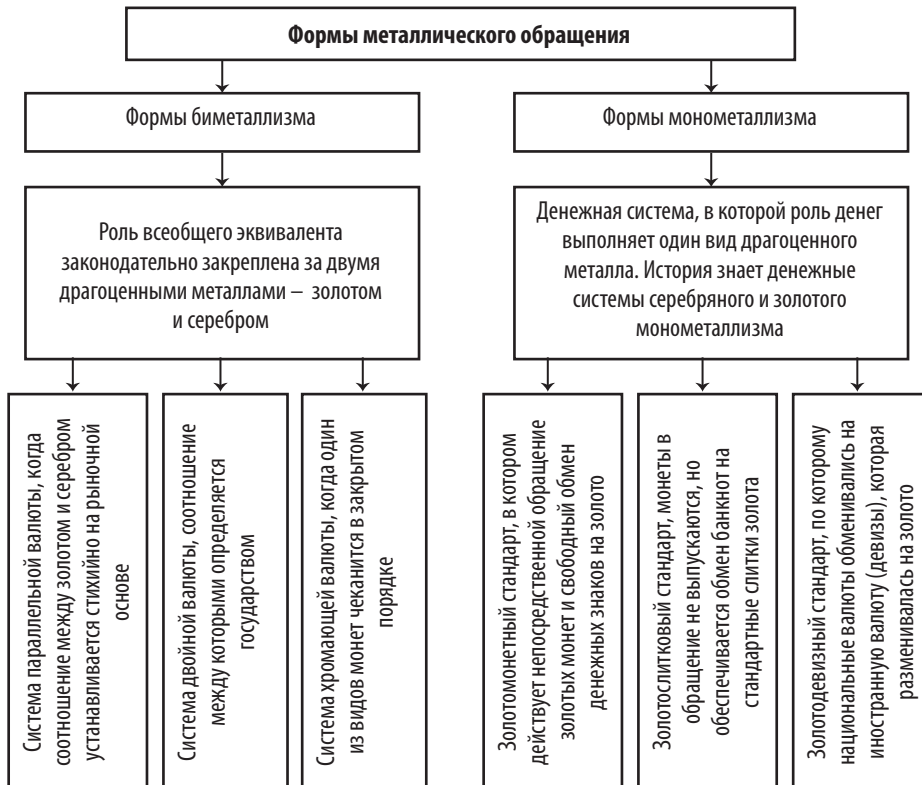 Формы металлического обращения
Формы биметаллизма
Формы монометаллизма
Роль всеобщего эквивалента
законодательно закреплена за двумя
драгоценными металлами – золотом
и серебром
Денежная система, в которой роль денег
выполняет один вид драгоценного
металла. История знает денежные
системы серебряного и золотого
монометаллизма
Система параллельной валюты, когда
соотношение между золотом и серебром
устанавливается стихийно на рыночной
основе
Система двойной валюты, соотношение
между которыми определяется
государством
Система хромающей валюты, когда один
из видов монет чеканится в закрытом
порядке
Золотомонетный стандарт, в котором
действует непосредственной обращение
золотых монет и свободный обмен
денежных знаков на золото
Золотослитковый стандарт, монеты в
обращение не выпускаются, но
обеспечивается обмен банкнот на
стандартные слитки золота
Золотодевизный стандарт, по которому
национальные валюты обменивались на
иностранную валюту (девизы), которая
разменивалась на золото